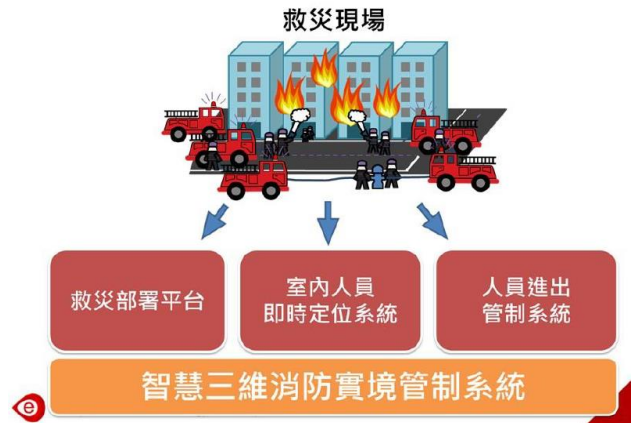 救災現場
救災部署平台
室內人員
即時定位系統
人員進出
管制系統
智慧三維消防實境管制系統
e